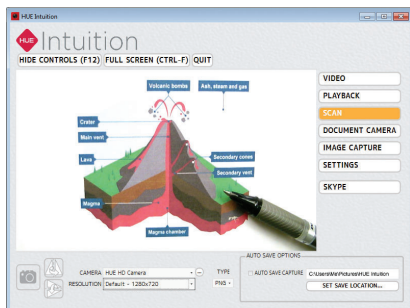 HUE Intuition
HUE Intuition
HIDE CONTROLS (F12) FULL SCREEN (CTRL-F) QUIT
Volcanic bombs
Ash, steam and gas
Crater
Main vent
Lava
Secondary cones
Secondary vent
Magma
Magma chamber
VIDEO
PLAYBACK
SCAN
DOCUMENT CAMERA
IMAGE CAPTURE
SETTINGS
SKYPE
CAMERA HUE HD Camera
RESOLUTION Default - 1280x720
TYPE
PNG
AUTO SAVE OPTIONS
AUTO SAVE CAPTURE C:\Users\Me\Pictures\HUE Intuition
SET SAVE LOCATION...